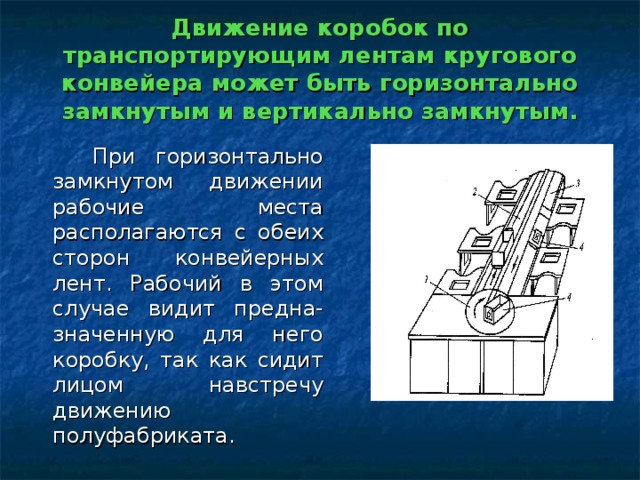 Движение коробок по
транспортирующим лентам кругового
конвейера может быть горизонтально
замкнутым и вертикально замкнутым.
При горизонтально
замкнутом движении
рабочие места
располагаются с обеих
сторон конвейерных
лент. Рабочий в этом
случае видит предна-
значенную для него
коробку, так как сидит
лицом навстречу
движению
полуфабриката.
2
3
4
1
4